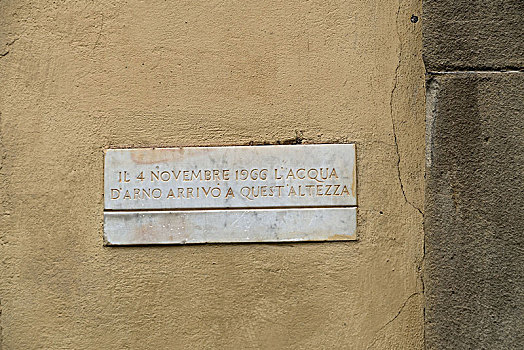 IL 4 NOVEMBRE 1966 L'ACQUA
D'ARNO ARRIVÒ A QUEST'ALTEZZA